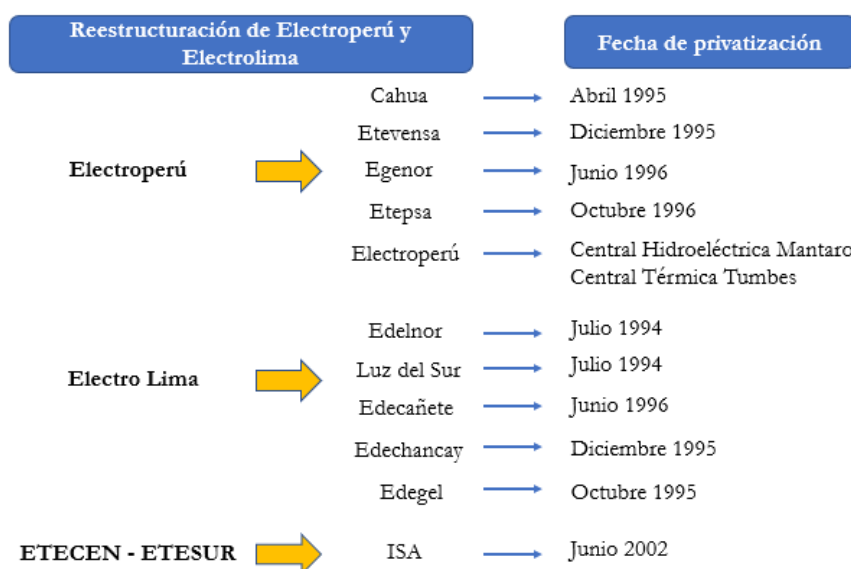 Reestructuración de Electroperú y
Electrolima
Fecha de privatización
Cahua
Abril 1995
Etevensa
Diciembre 1995
Electroperú
Egenor
Junio 1996
Etepsa
Octubre 1996
Electroperú
Central Hidroeléctrica Mantaro
Central Térmica Tumbes
Edelnor
Julio 1994
Electro Lima
Luz del Sur
Julio 1994
Edecañete
Junio 1996
Edechancay
Diciembre 1995
Edegel
Octubre 1995
ETECEN - ETESUR
ISA
Junio 2002